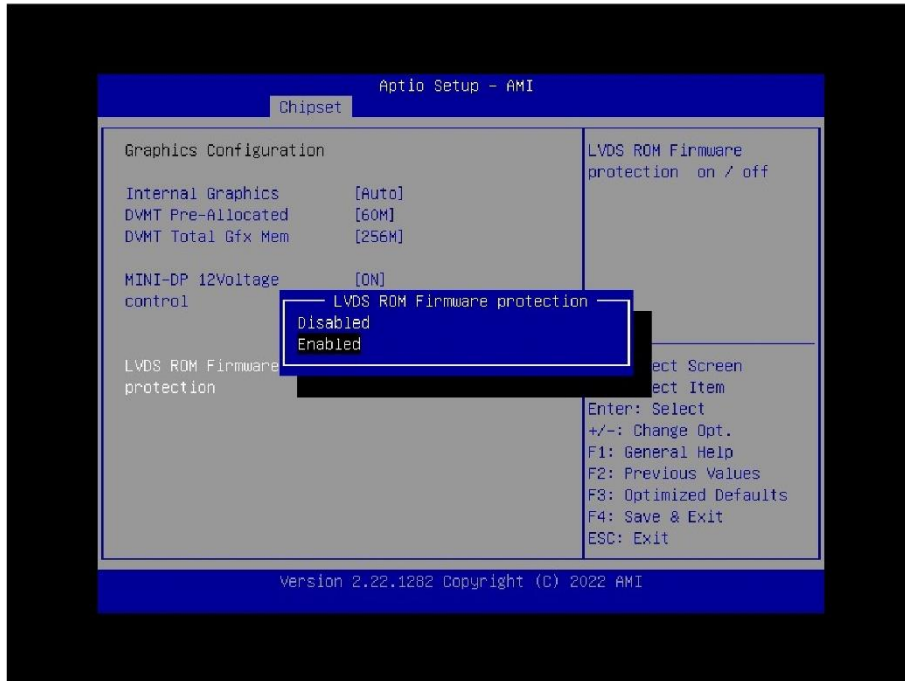 Aptio Setup - AMI
Chipset
Graphics Configuration
Internal Graphics [Auto]
DVMT Pre-Allocated [60M]
DVMT Total Gfx Mem [256M]
MINI-DP 12Voltage [ON]
control
LVDS ROM Firmware
protection
LVDS ROM Firmware protection
Disabled
Enabled
LVDS ROM Firmware
protection on / off
ect Screen
ect Item
Enter: Select
+/-: Change Opt.
F1: General Help
F2: Previous Values
F3: Optimized Defaults
F4: Save & Exit
ESC: Exit
Version 2.22.1282 Copyright (C) 2022 AMI